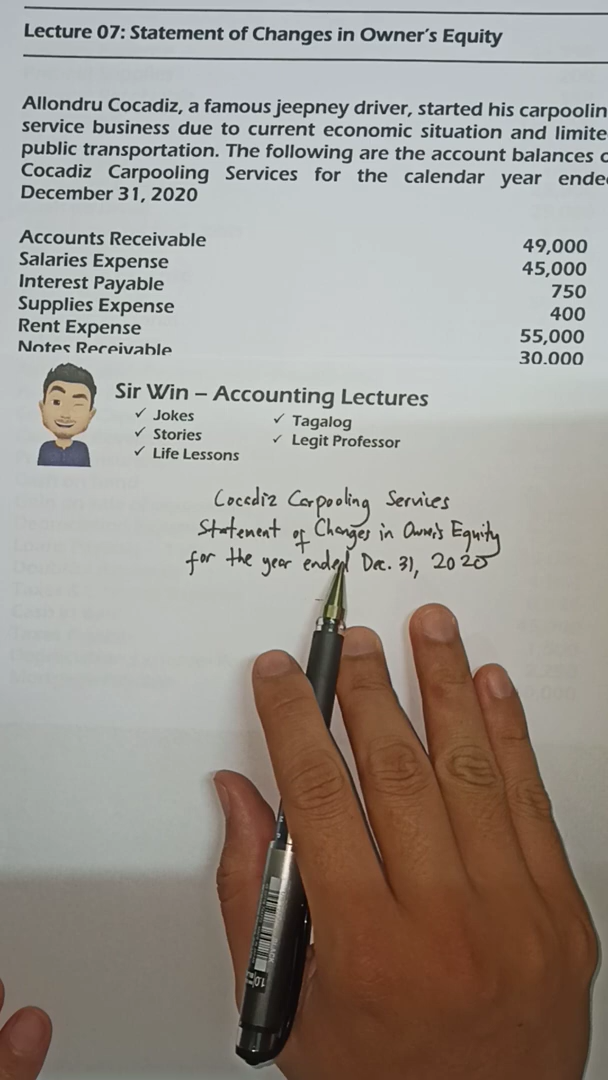 Lecture 07: Statement of Changes in Owner's Equity
Allondru Cocadiz, a famous jeepney driver, started his carpoolin
service business due to current economic situation and limite
public transportation. The following are the account balances o
Cocadiz Carpooling Services for the calendar year ende
December 31, 2020
Accounts Receivable 49,000
Salaries Expense 45,000
Interest Payable 750
Supplies Expense 400
Rent Expense 55,000
Notes Receivable 30,000
Sir Win – Accounting Lectures
✓ Jokes ✓ Tagalog
✓ Stories ✓ Legit Professor
✓ Life Lessons
Cocadiz Carpooling Services
Statement of Changes in Owner's Equity
for the year ended Dec. 31, 2020
1.0